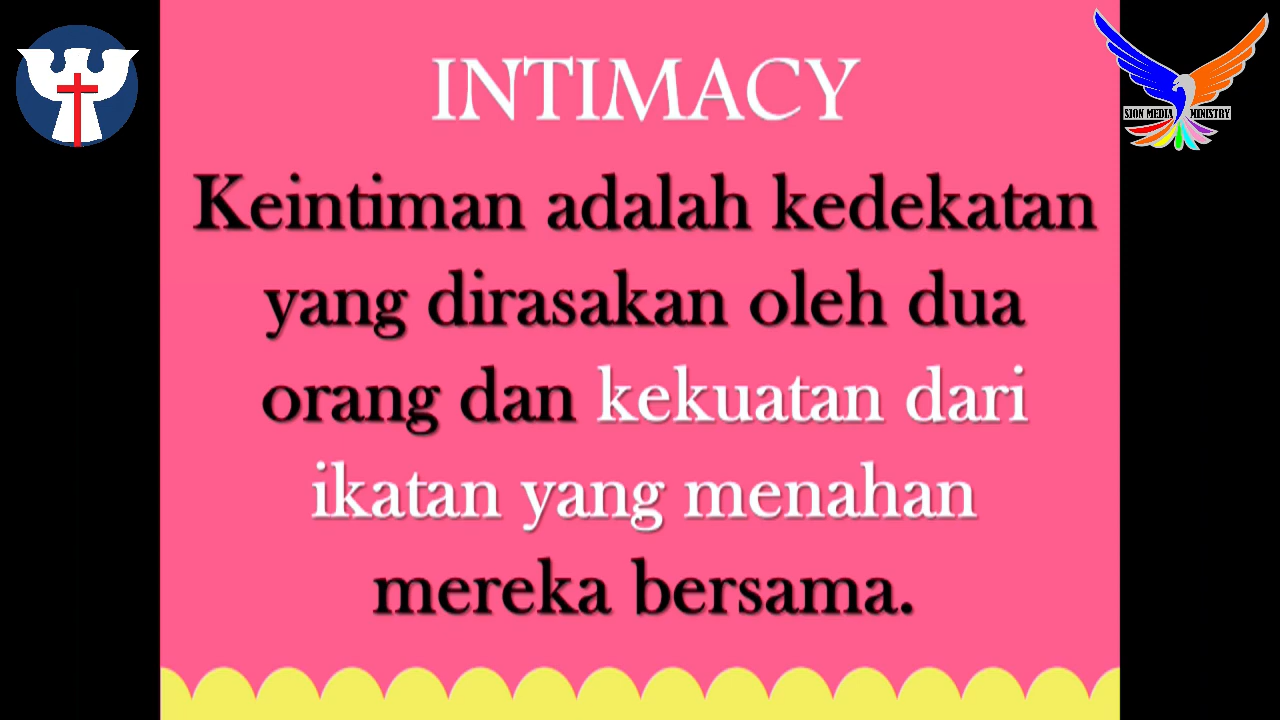 INTIMACY
Keintiman adalah kedekatan
yang dirasakan oleh dua
orang dan kekuatan dari
ikatan yang menahan
mereka bersama.
SION MEDIA MINISTRY